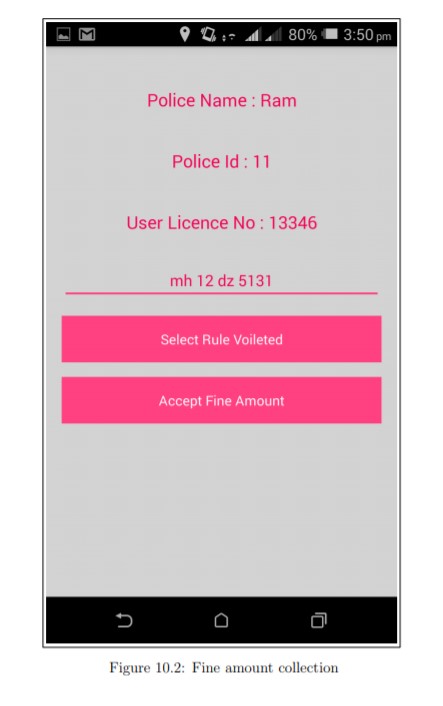 80% 3:50 pm
Police Name : Ram
Police Id : 11
User Licence No : 13346
mh 12 dz 5131
Select Rule Voileted
Accept Fine Amount
Figure 10.2: Fine amount collection